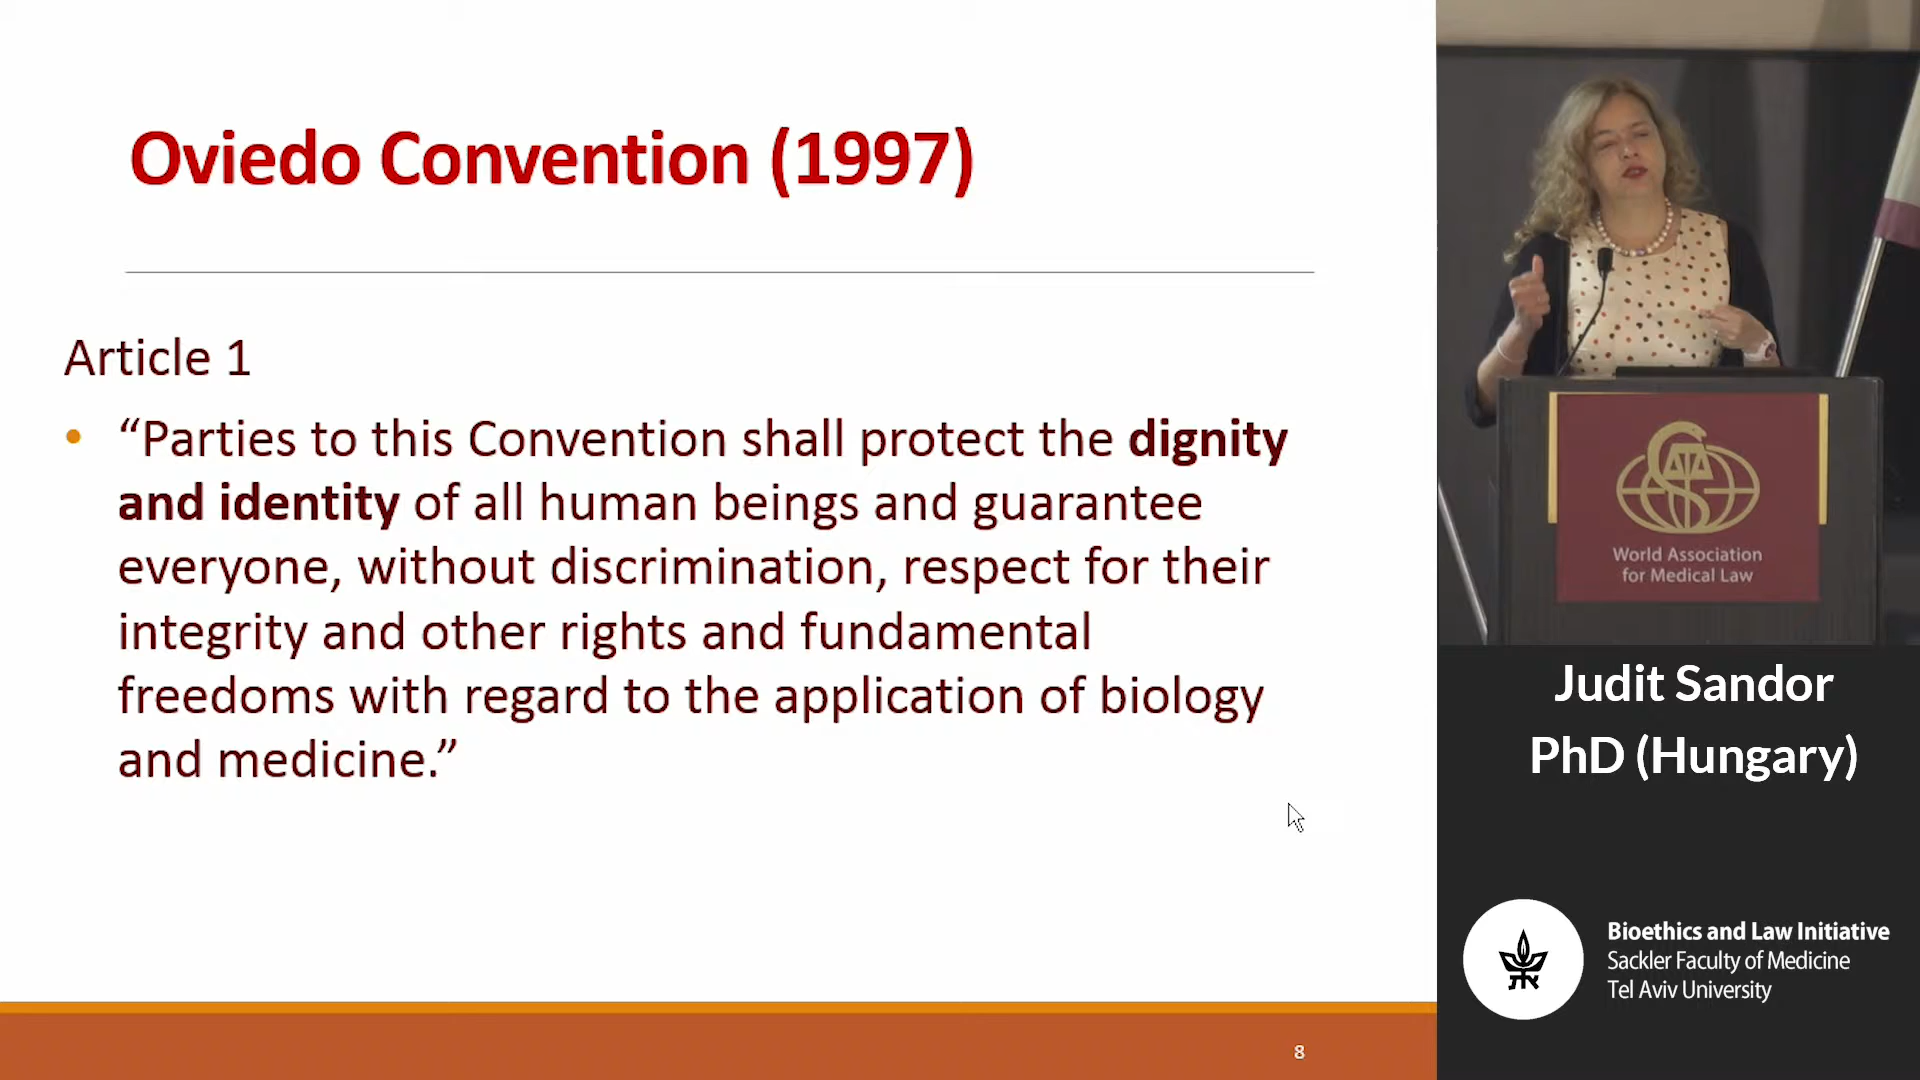 Oviedo Convention (1997)
Article 1
• “Parties to this Convention shall protect the dignity
and identity of all human beings and guarantee
everyone, without discrimination, respect for their
integrity and other rights and fundamental
freedoms with regard to the application of biology
and medicine.”
8
World Association
for Medical Law
Judit Sandor
PhD (Hungary)
Bioethics and Law Initiative
Sackler Faculty of Medicine
Tel Aviv University